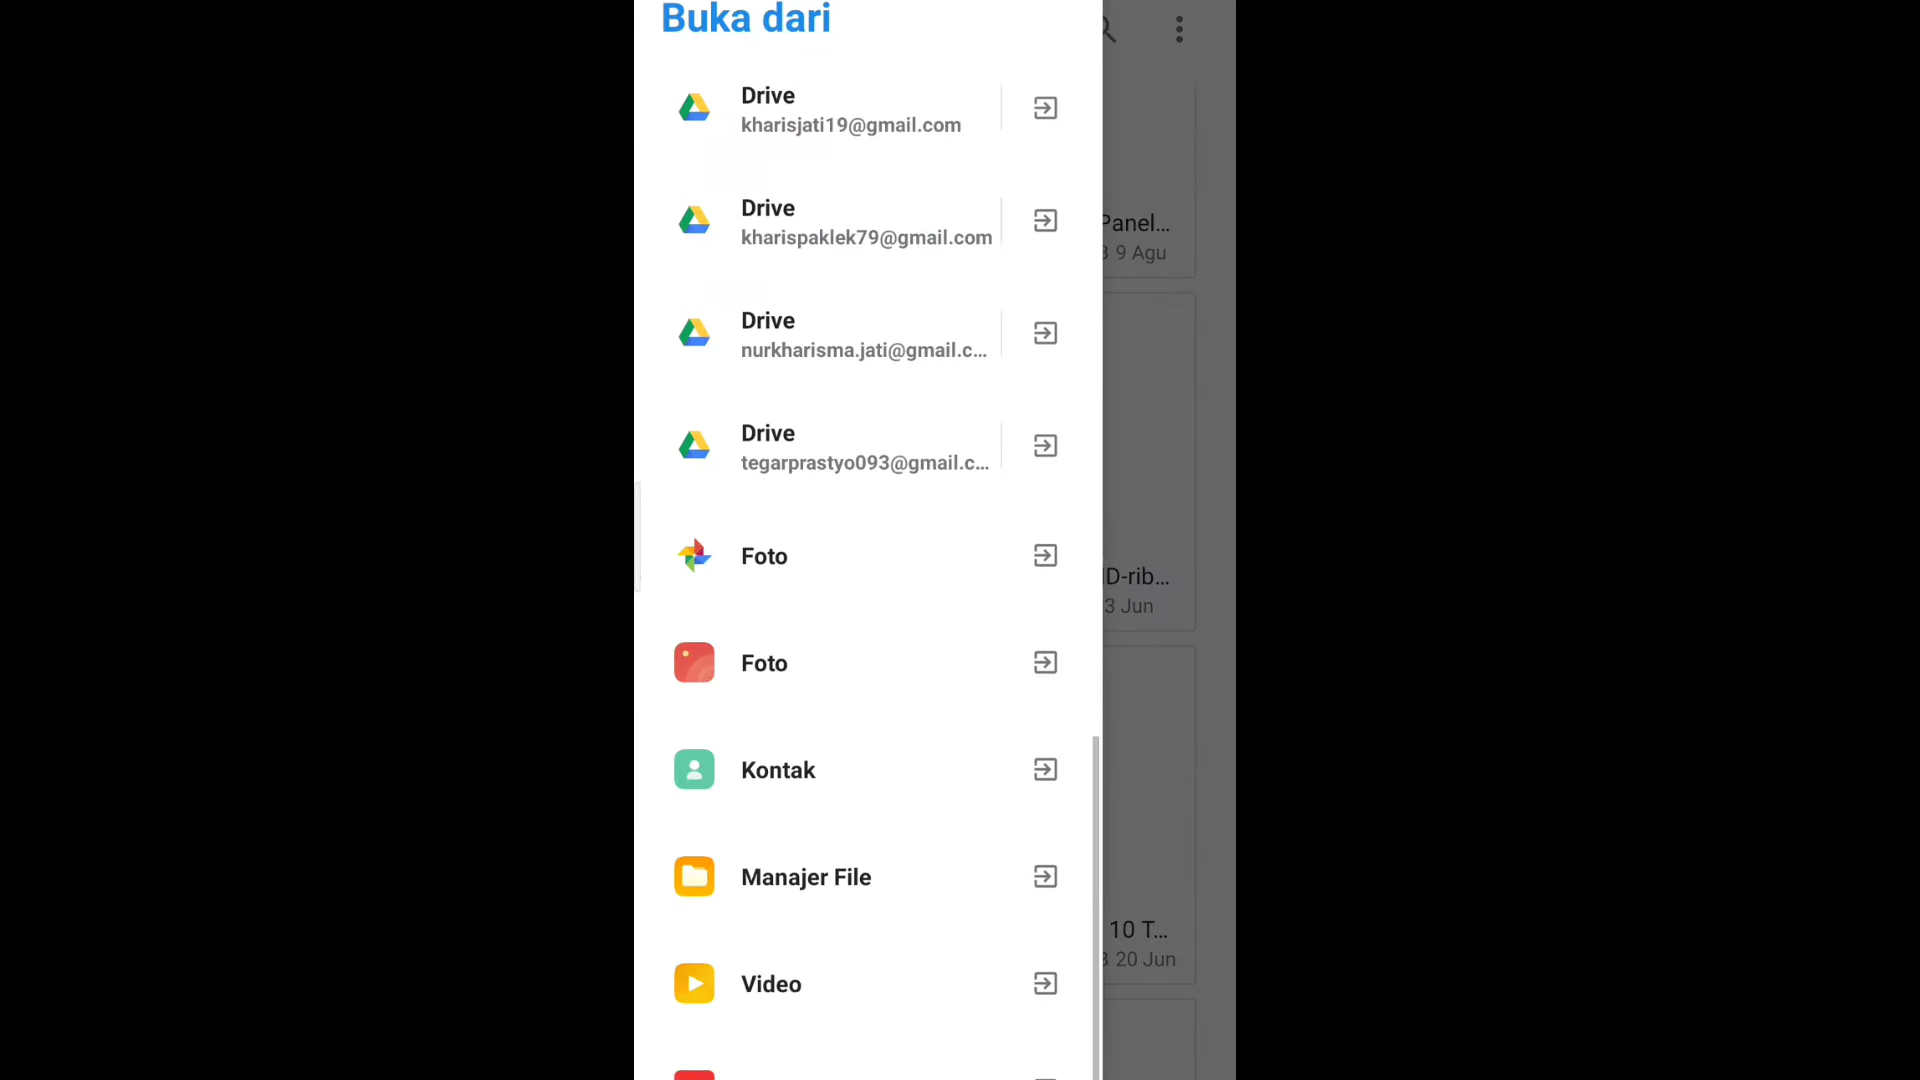 Buka dari
Drive
kharisjati19@gmail.com
Drive
kharispaklek79@gmail.com
Drive
nurkharisma.jati@gmail.c...
Drive
tegarprastyo093@gmail.c...
Foto
Foto
Kontak
Manajer File
Video
Panel...
9 Agu
ID-rib...
3 Jun
10 T...
20 Jun